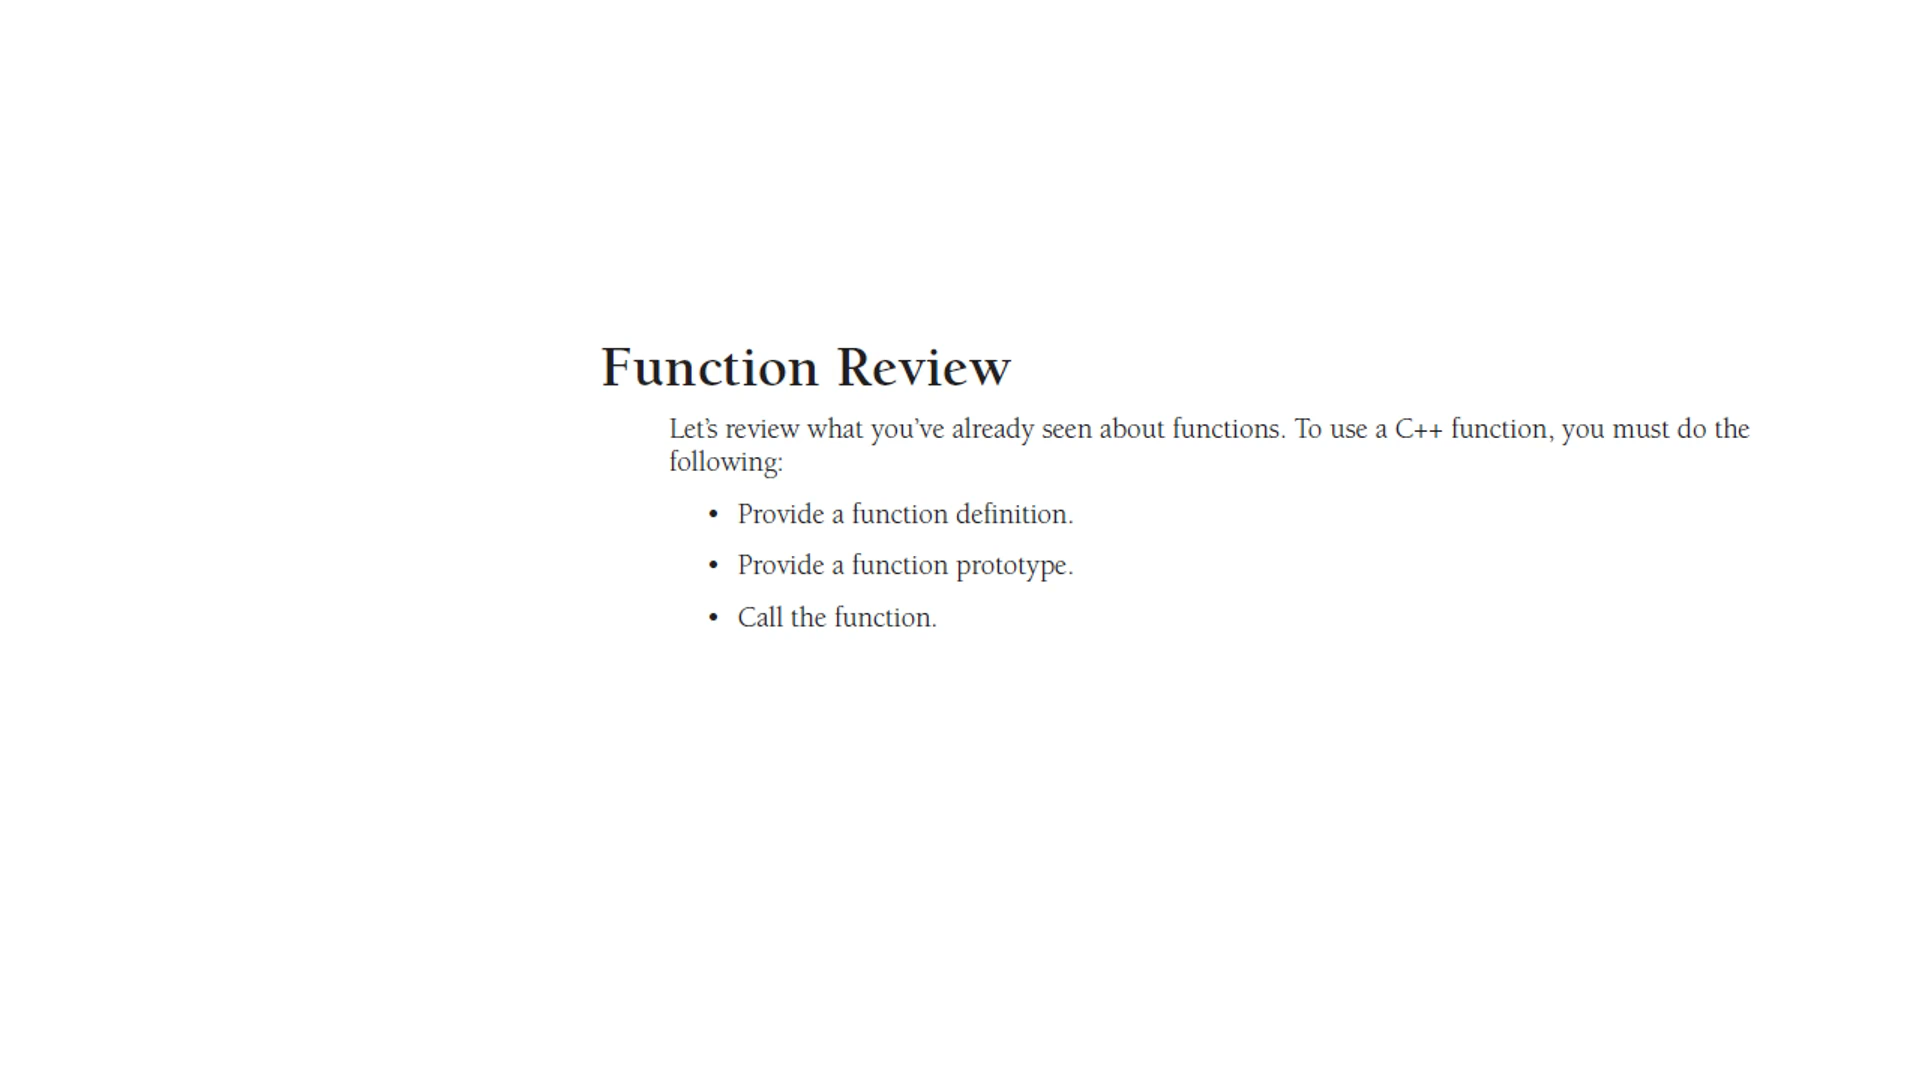 Function Review
Let’s review what you’ve already seen about functions. To use a C++ function, you must do the
following:
• Provide a function definition.
• Provide a function prototype.
• Call the function.